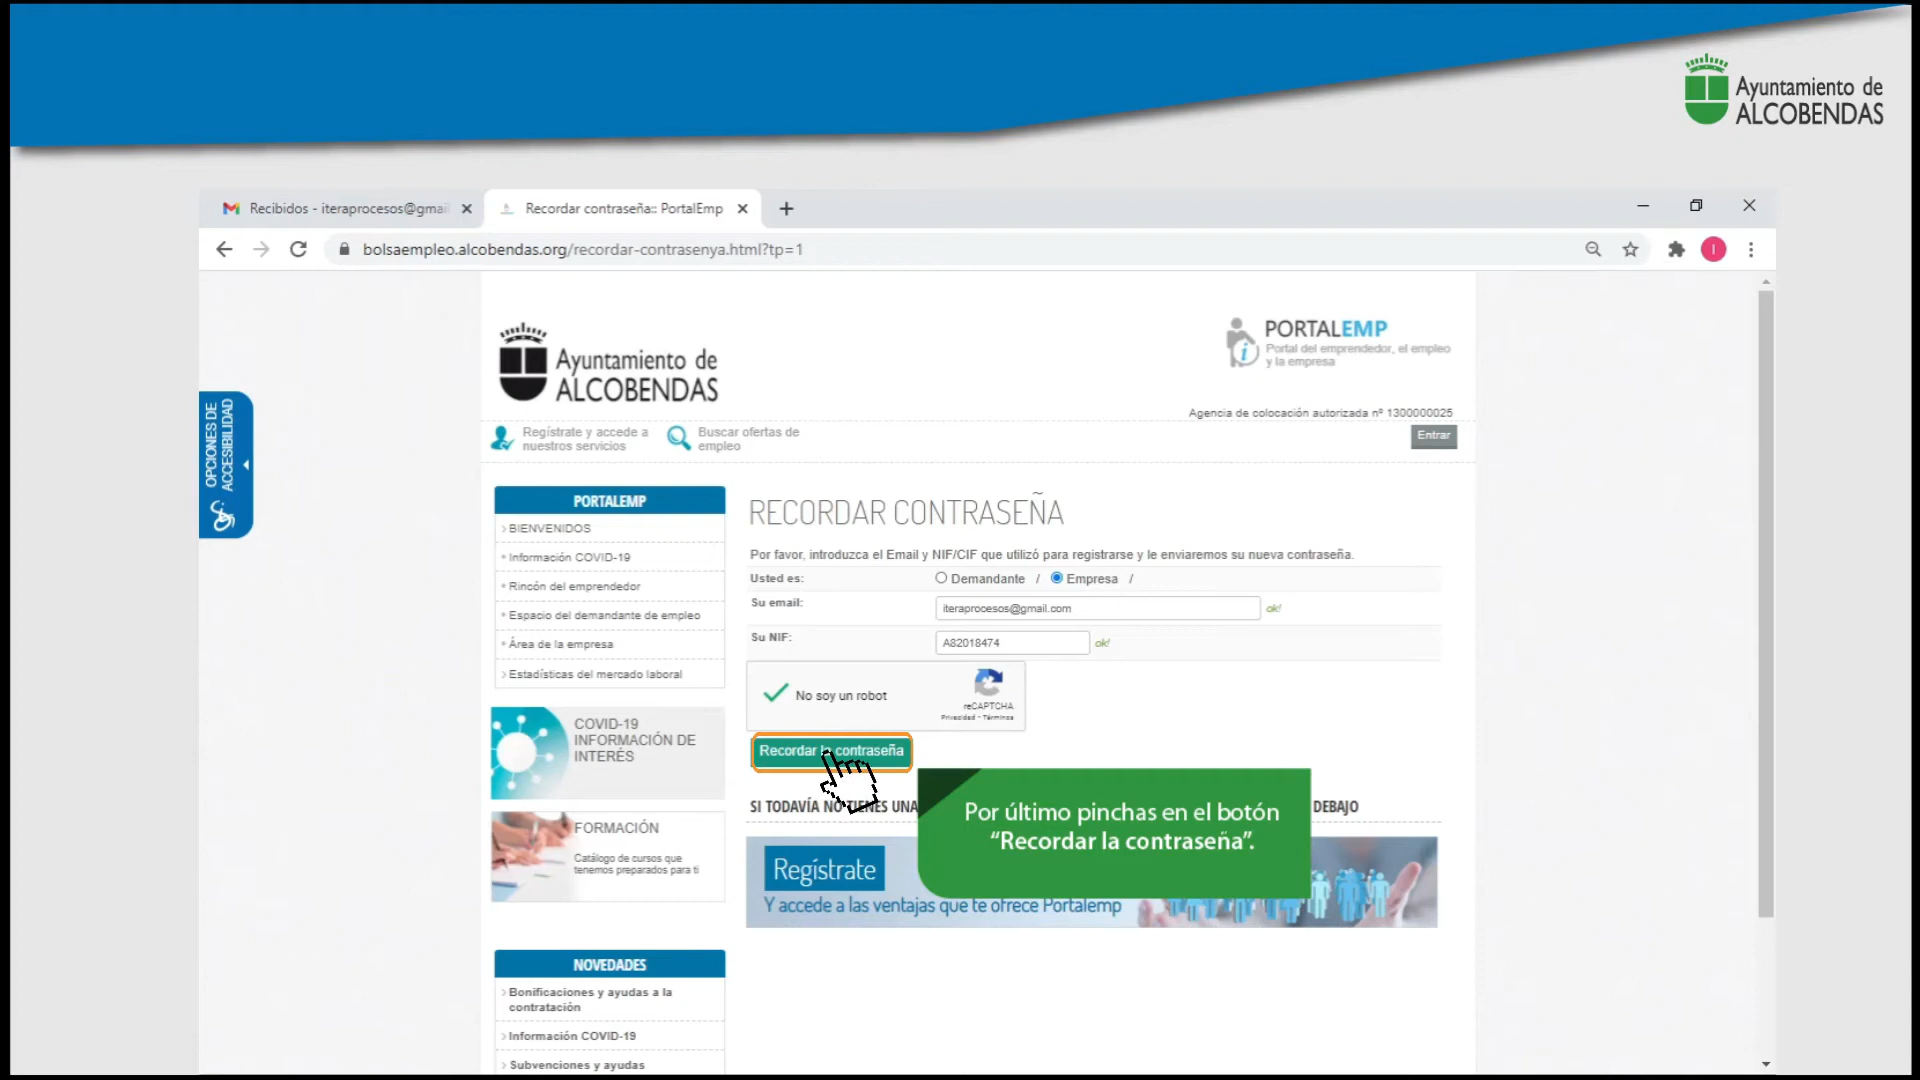 Ayuntamiento de
ALCOBENDAS
Recibidos - iteraprocesos@gmai
Recordar contraseña:: PortalEmp
bolsaempleo.alcobendas.org/recordar-contrasenya.html?tp=1
I
OPCIONES DE
ACCESIBILIDAD
Ayuntamiento de
ALCOBENDAS
PORTALEMP
Portal del emprendedor, el empleo
y la empresa
Agencia de colocación autorizada nº 1300000025
Regístrate y accede a
nuestros servicios
Buscar ofertas de
empleo
Entrar
PORTALEMP
BIENVENIDOS
Información COVID-19
Rincón del emprendedor
Espacio del demandante de empleo
Área de la empresa
Estadísticas del mercado laboral
COVID-19
INFORMACIÓN DE
INTERÉS
FORMACIÓN
Catálogo de cursos que
tenemos preparados para ti
NOVEDADES
Bonificaciones y ayudas a la
contratación
Información COVID-19
Subvenciones y ayudas
RECORDAR CONTRASEÑA
Por favor, introduzca el Email y NIF/CIF que utilizó para registrarse y le enviaremos su nueva contraseña.
Usted es: Demandante / Empresa /
Su email: iteraprocesos@gmail.com ok!
Su NIF: A82018474 ok!
No soy un robot
reCAPTCHA
Privacidad - Términos
Recordar la contraseña
SI TODAVÍA NO TIENES UNA DEBAJO
Por último pinchas en el botón
“Recordar la contraseña”.
Regístrate
Y accede a las ventajas que te ofrece Portalemp